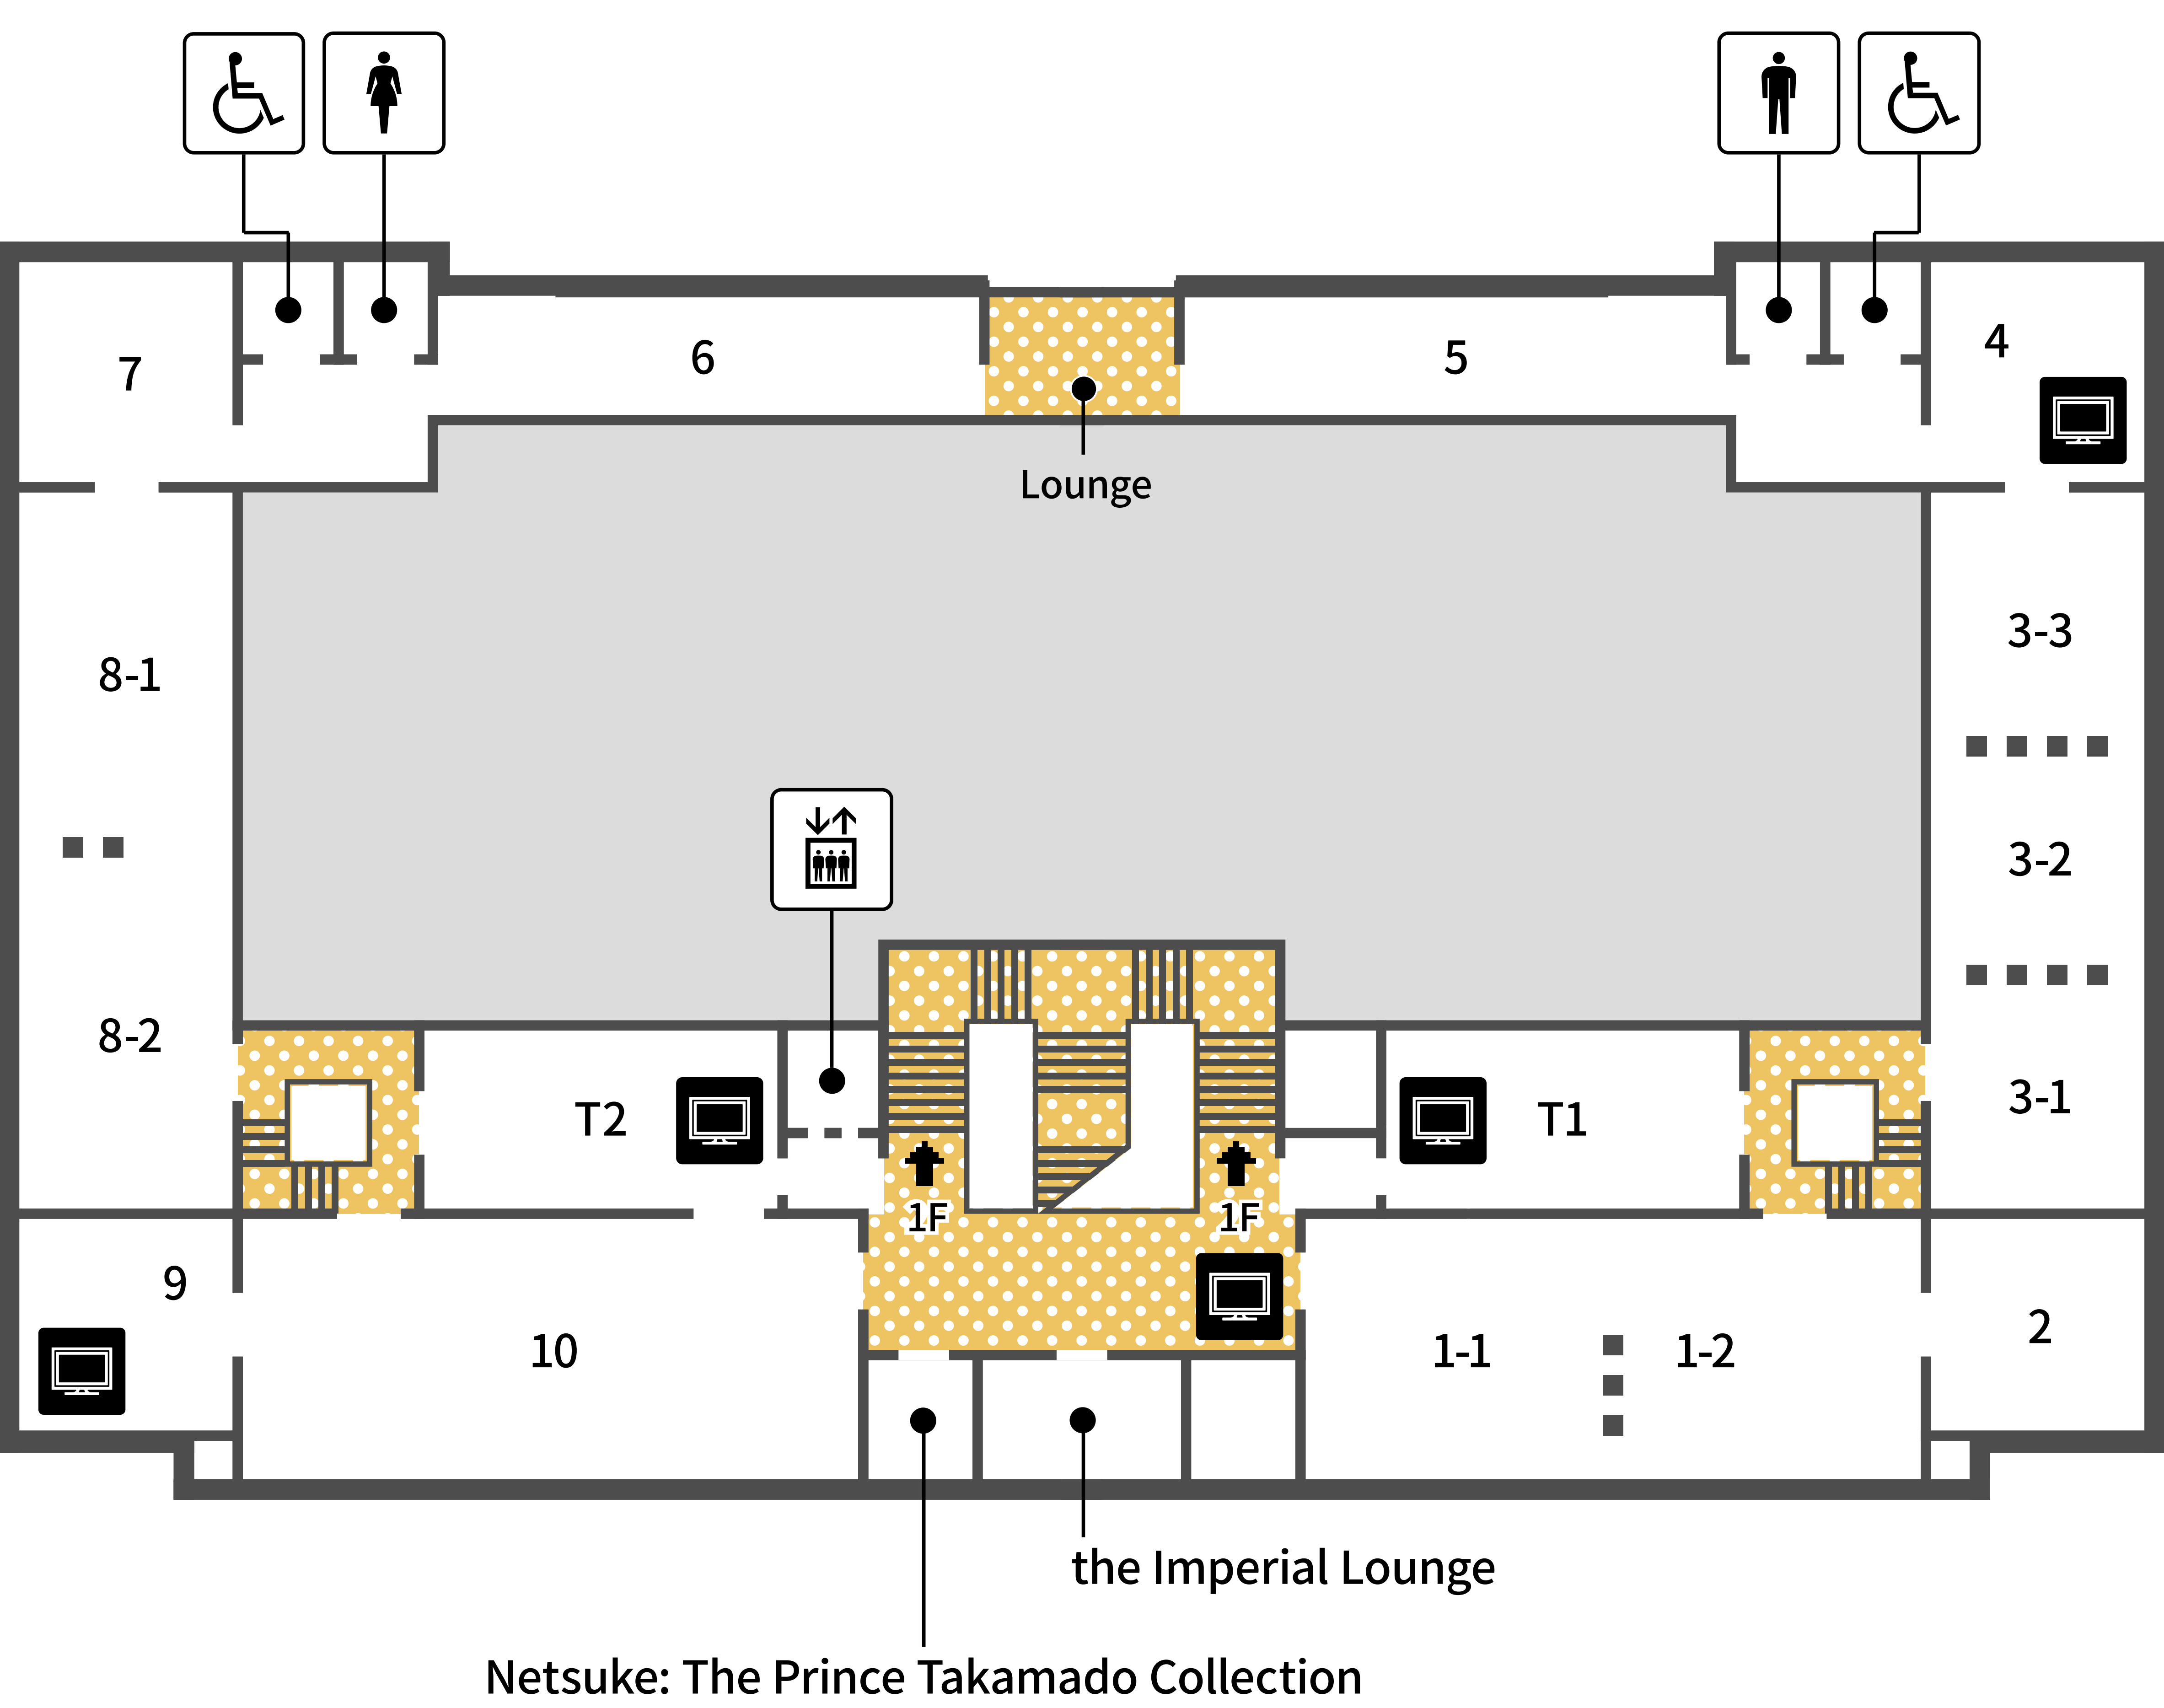 7
6
5
4
Lounge
3-3
8-1
3-2
8-2
3-1
T2
T1
1F
1F
9
2
10
1-1
1-2
the Imperial Lounge
Netsuke: The Prince Takamado Collection